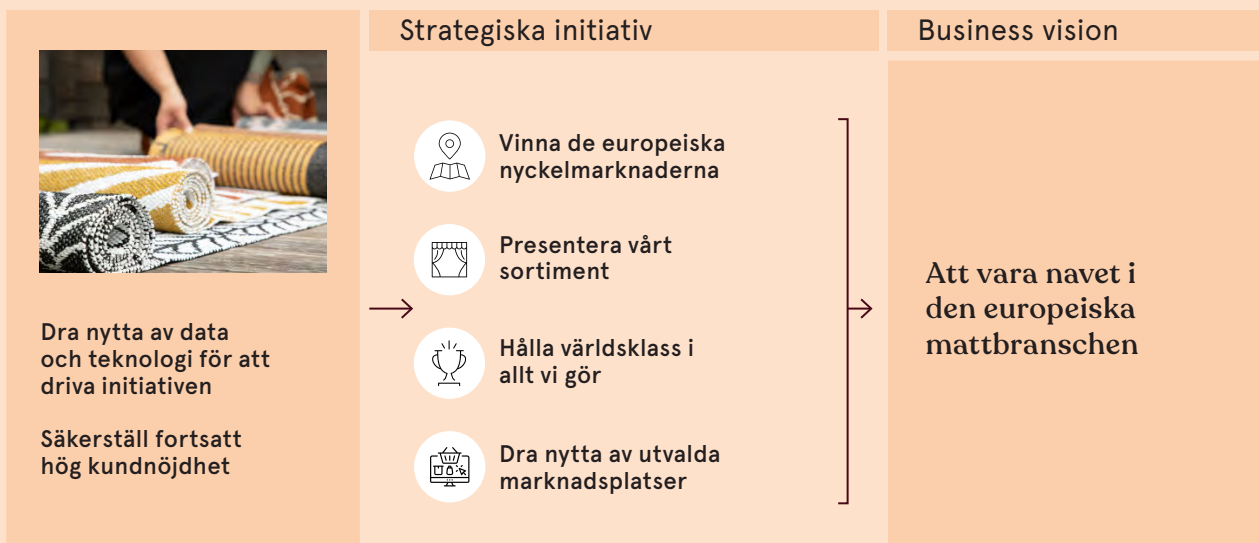 Dra nytta av data
och teknologi för att
driva initiativen
Säkerställ fortsatt
hög kundnöjdhet
Strategiska initiativ
Vinna de europeiska
nyckelmarknaderna
Presentera vårt
sortiment
Hålla världsklass i
allt vi gör
Dra nytta av utvalda
marknadsplatser
Business vision
Att vara navet i
den europeiska
mattbranschen